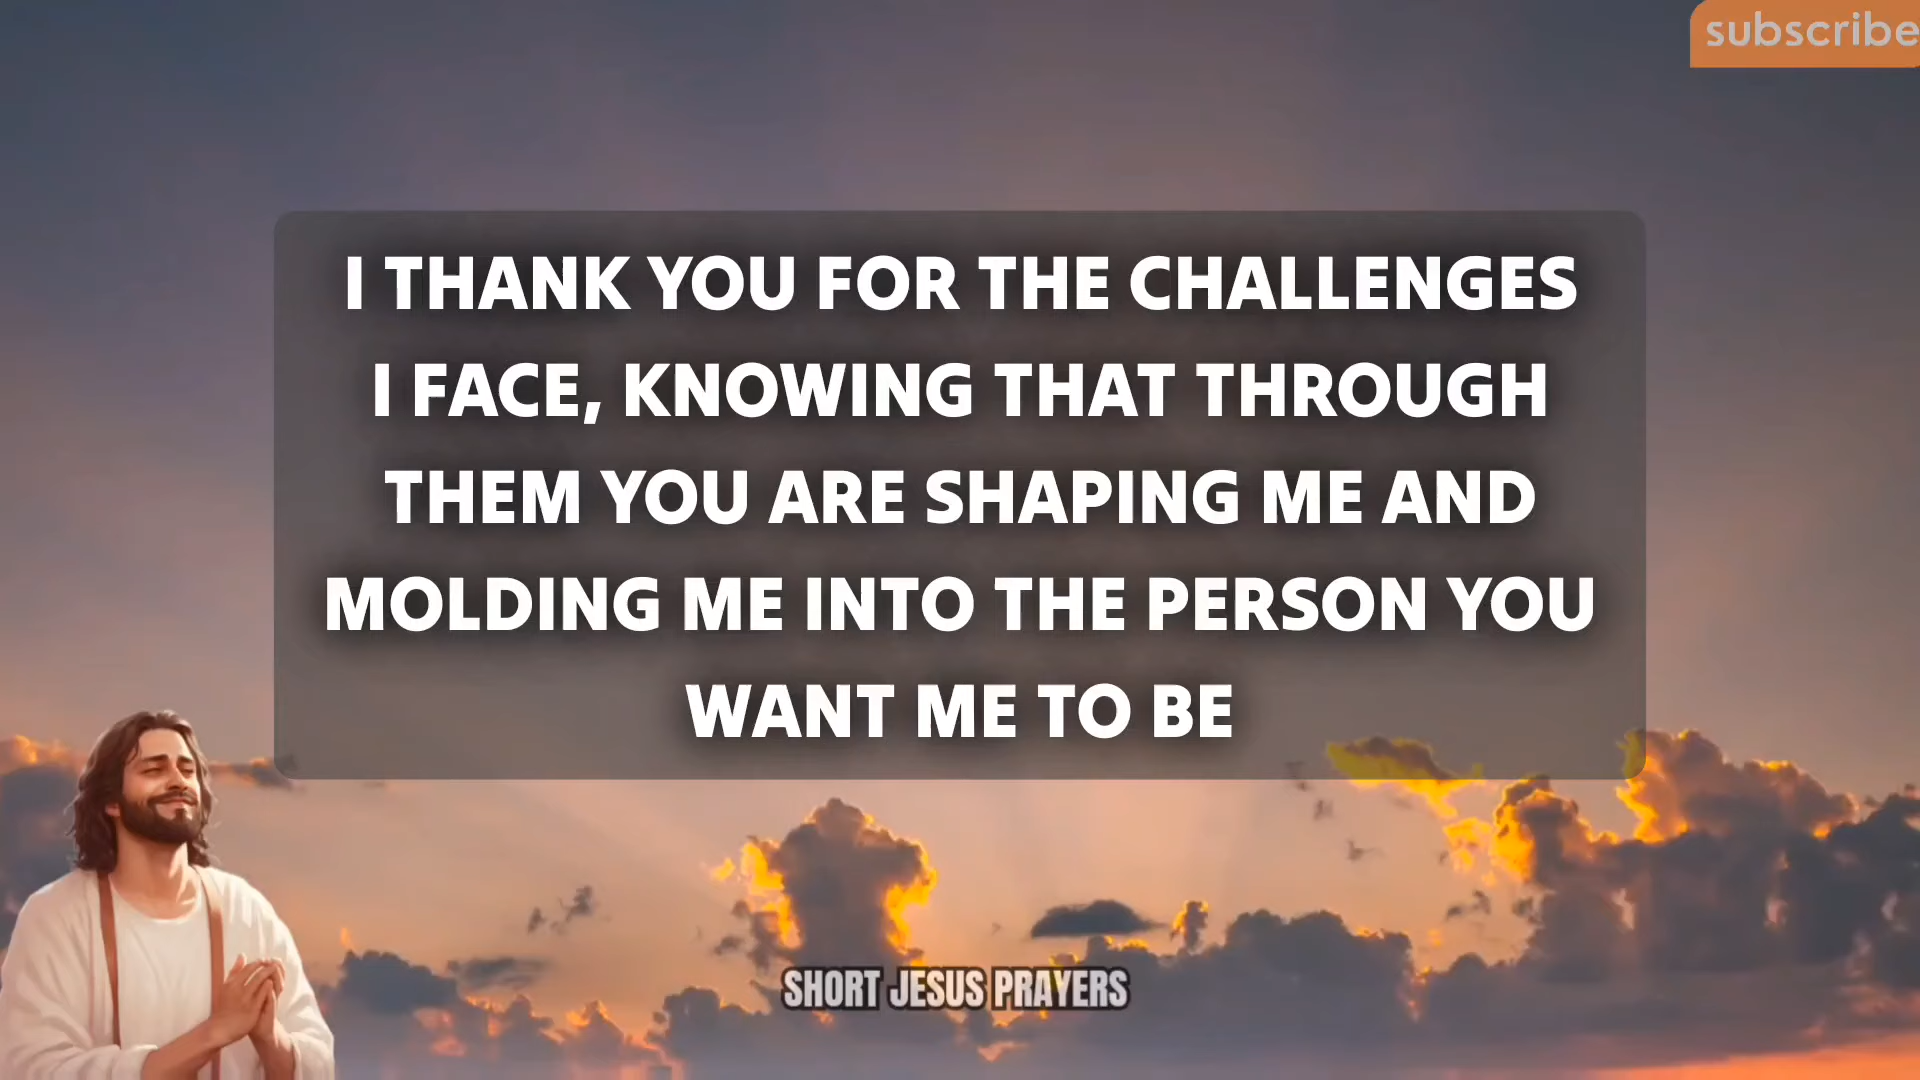 subscribe
I THANK YOU FOR THE CHALLENGES
I FACE, KNOWING THAT THROUGH
THEM YOU ARE SHAPING ME AND
MOLDING ME INTO THE PERSON YOU
WANT ME TO BE
SHORT JESUS PRAYERS